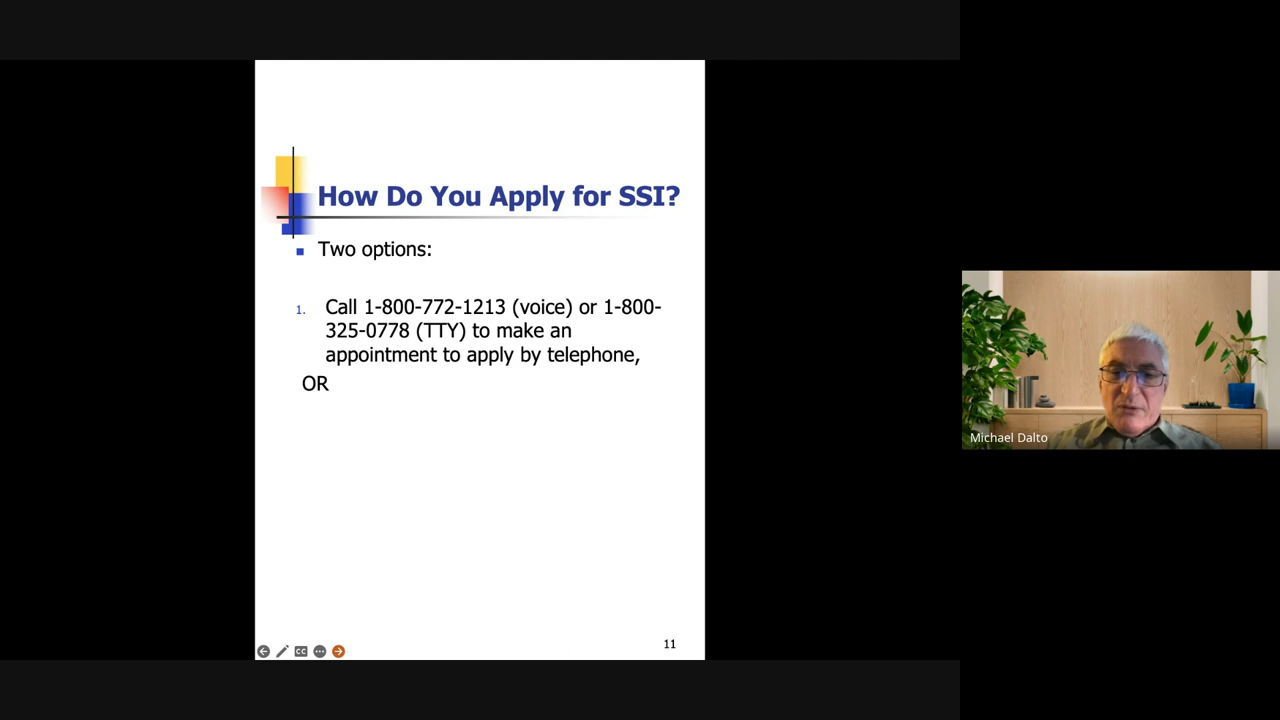 How Do You Apply for SSI?
Two options:
1. Call 1-800-772-1213 (voice) or 1-800-
325-0778 (TTY) to make an
appointment to apply by telephone,
OR
11
CC
Michael Dalto